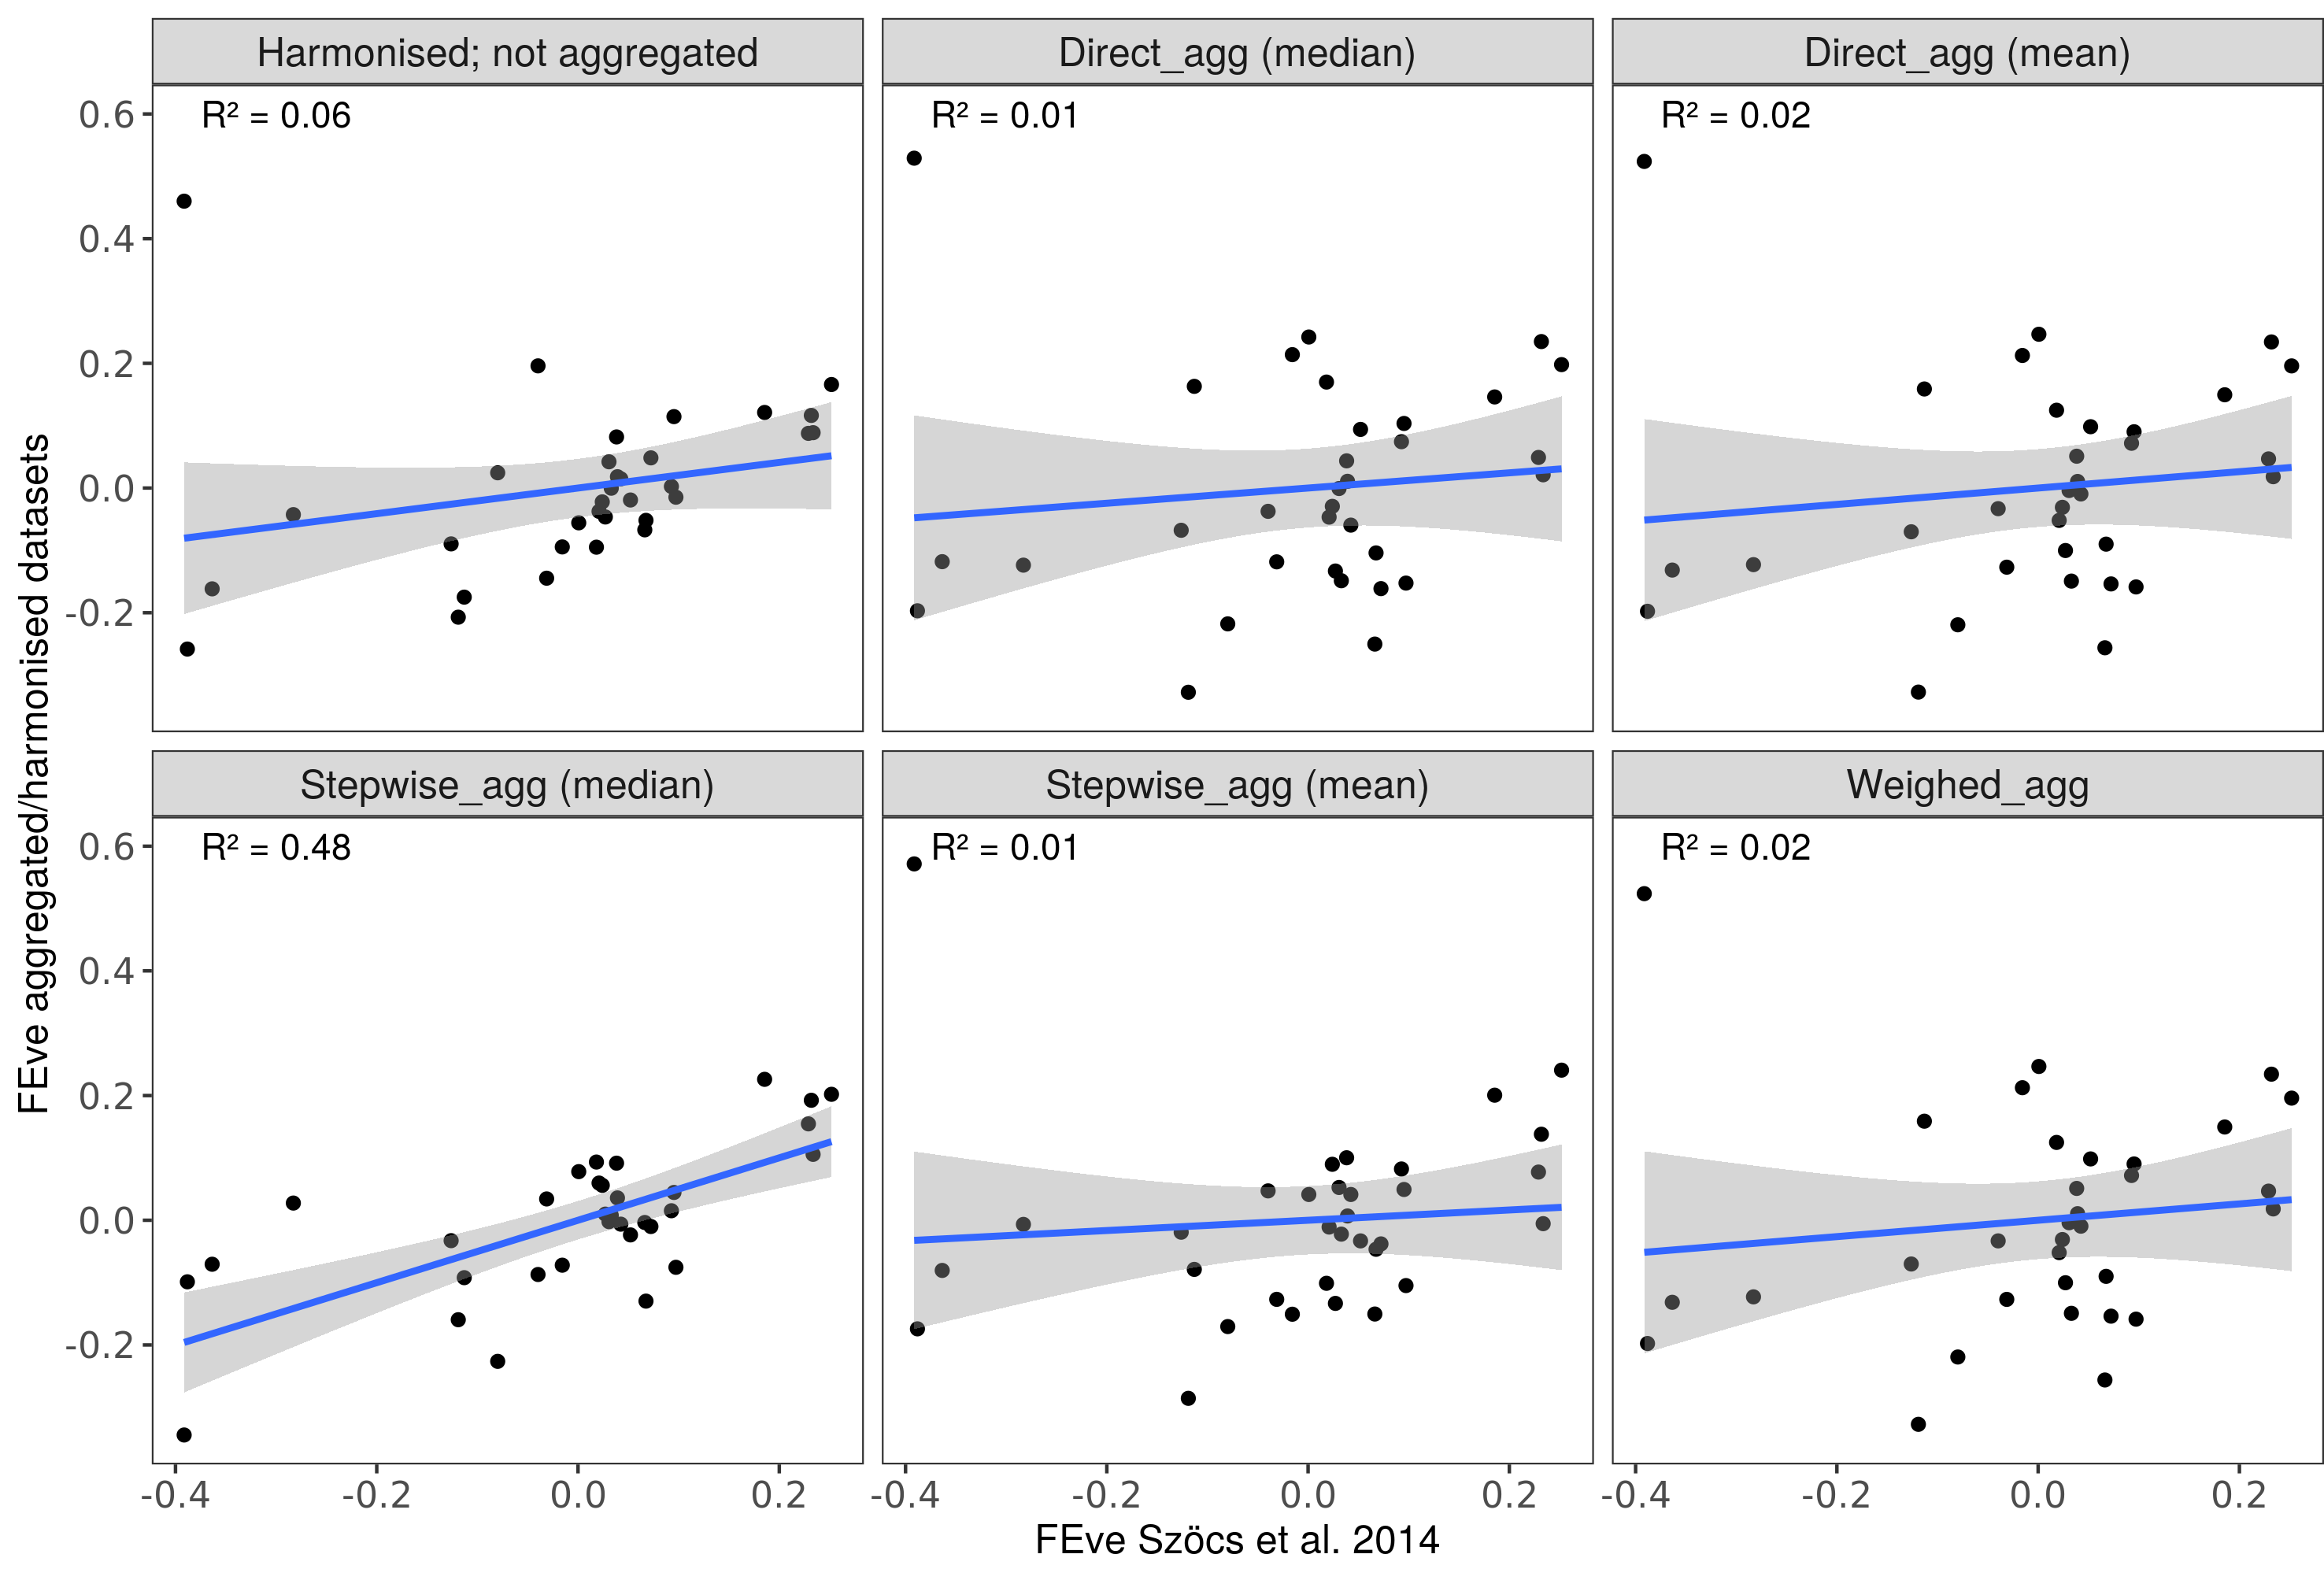 Harmonised; not aggregated
Direct_agg (median)
Direct_agg (mean)
R² = 0.06
R² = 0.01
R² = 0.02
0.6
0.4
0.2
0.0
-0.2
Stepwise_agg (median)
Stepwise_agg (mean)
Weighed_agg
R² = 0.48
R² = 0.01
R² = 0.02
0.6
0.4
0.2
0.0
-0.2
-0.4 -0.2 0.0 0.2
-0.4 -0.2 0.0 0.2
-0.4 -0.2 0.0 0.2
FEve Szöcs et al. 2014
FEve aggregated/harmonised datasets